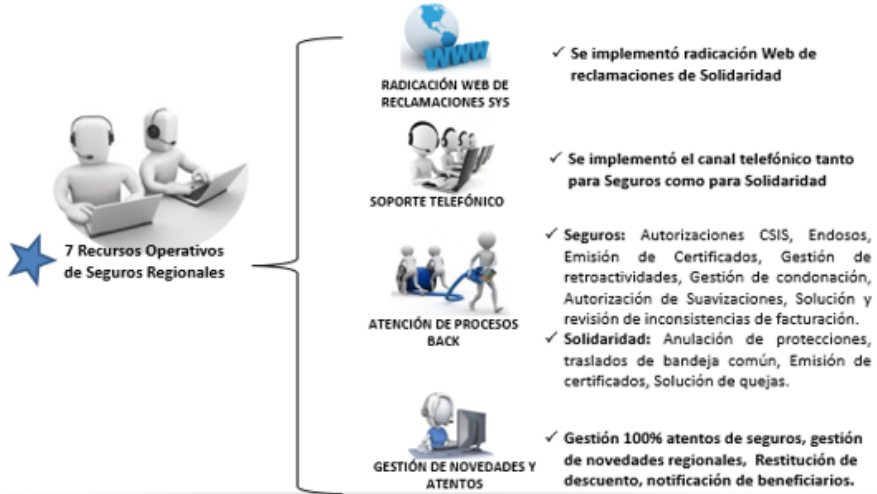 7 Recursos Operativos
de Seguros Regionales
WWW
RADICACIÓN WEB DE
RECLAMACIONES SYS
✓ Se implementó radicación Web de
reclamaciones de Solidaridad
SOPORTE TELEFÓNICO
✓ Se implementó el canal telefónico tanto
para Seguros como para Solidaridad
ATENCIÓN DE PROCESOS
BACK
✓ Seguros: Autorizaciones CSIS, Endosos,
Emisión de Certificados, Gestión de
retroactividades, Gestión de condonación,
Autorización de Suavizaciones, Solución y
revisión de inconsistencias de facturación.
✓ Solidaridad: Anulación de protecciones,
traslados de bandeja común, Emisión de
certificados, Solución de quejas.
GESTIÓN DE NOVEDADES Y
ATENTOS
✓ Gestión 100% atentos de seguros, gestión
de novedades regionales, Restitución de
descuento, notificación de beneficiarios.